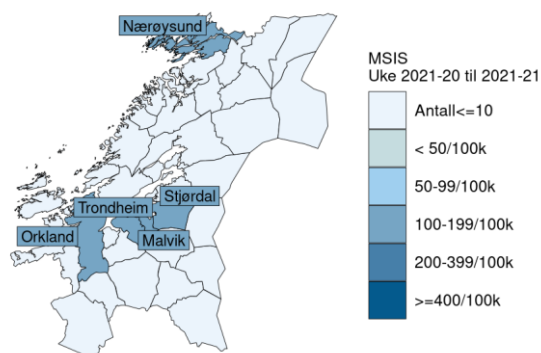 Nærøysund
Stjørdal
Trondheim
Orkland
Malvik
MSIS
Uke 2021-20 til 2021-21
Antall<=10
< 50/100k
50-99/100k
100-199/100k
200-399/100k
>=400/100k